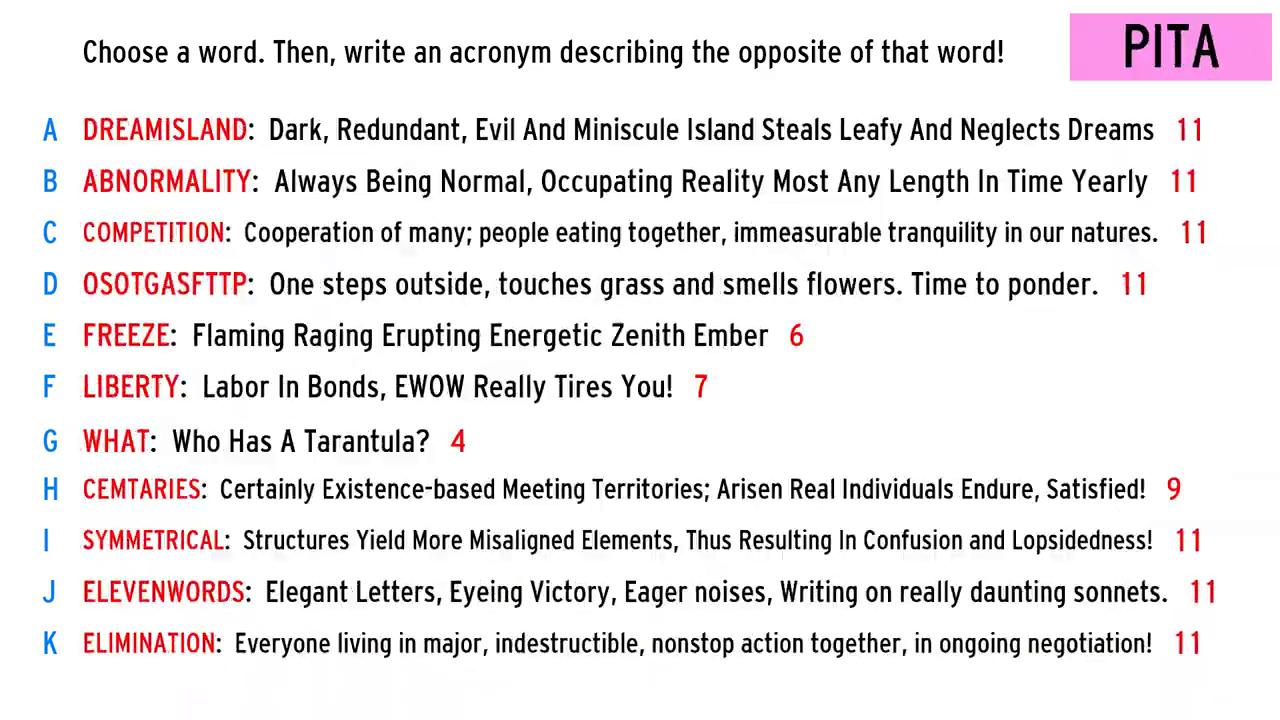 Choose a word. Then, write an acronym describing the opposite of that word!
PITA
A DREAMISLAND: Dark, Redundant, Evil And Miniscule Island Steals Leafy And Neglects Dreams 11
B ABNORMALITY: Always Being Normal, Occupating Reality Most Any Length In Time Yearly 11
C COMPETITION: Cooperation of many; people eating together, immeasurable tranquility in our natures. 11
D OSOTGASFTTP: One steps outside, touches grass and smells flowers. Time to ponder. 11
E FREEZE: Flaming Raging Erupting Energetic Zenith Ember 6
F LIBERTY: Labor In Bonds, EWOW Really Tires You! 7
G WHAT: Who Has A Tarantula? 4
H CEMTARIES: Certainly Existence-based Meeting Territories; Arisen Real Individuals Endure, Satisfied! 9
I SYMMETRICAL: Structures Yield More Misaligned Elements, Thus Resulting In Confusion and Lopsidedness! 11
J ELEVENWORDS: Elegant Letters, Eyeing Victory, Eager noises, Writing on really daunting sonnets. 11
K ELIMINATION: Everyone living in major, indestructible, nonstop action together, in ongoing negotiation! 11